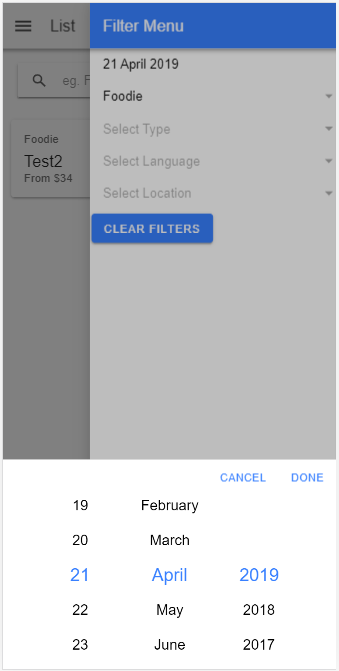 List
Filter Menu
21 April 2019
eg. F
Foodie
Foodie
Test2
From $34
Select Type
Select Language
Select Location
CLEAR FILTERS
CANCEL DONE
19 February
20 March
21 April 2019
22 May 2018
23 June 2017